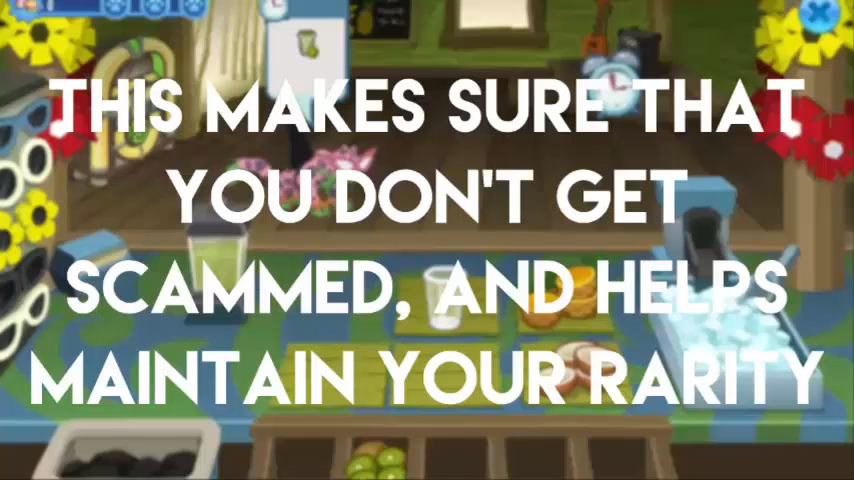 THIS MAKES SURE THAT
YOU DON'T GET
SCAMMED, AND HELPS
MAINTAIN YOUR RARITY